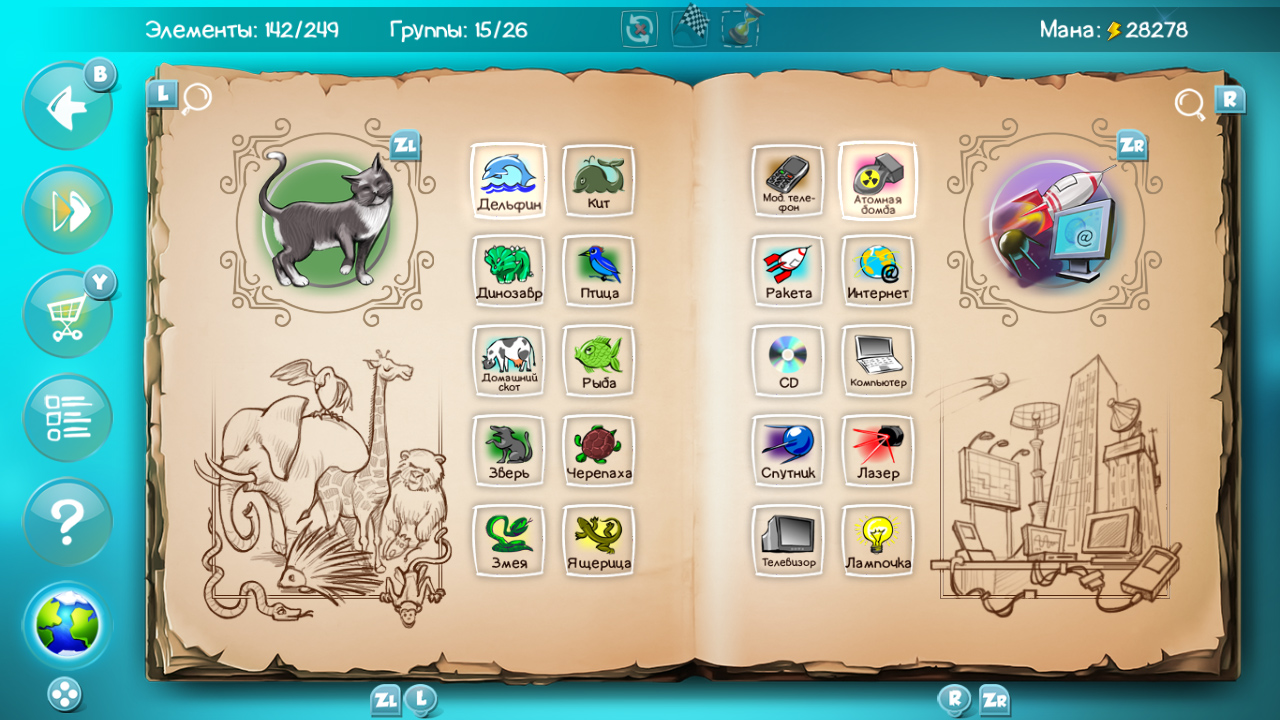 Элементы: 142/249 Группы: 15/26 Мана: 28278
B
L
R
ZL
ZR
Дельфин
Кит
Моб. теле-
фон
Атомная
бомба
Y
Динозавр
Птица
Ракета
Интернет
@
@
Домашний
скот
Рыба
CD
Компьютер
Зверь
Черепаха
Спутник
Лазер
?
Змея
Ящерица
Телевизор
Лампочка
ZL L
R ZR